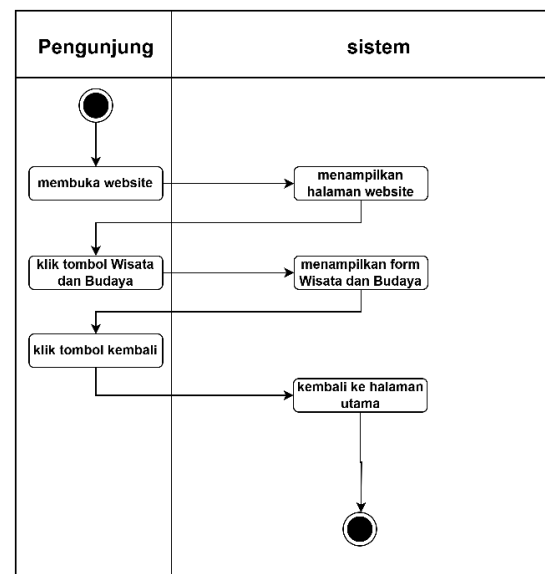 Pengunjung
sistem
membuka website
menampilkan
halaman website
klik tombol Wisata
dan Budaya
menampilkan form
Wisata dan Budaya
klik tombol kembali
kembali ke halaman
utama